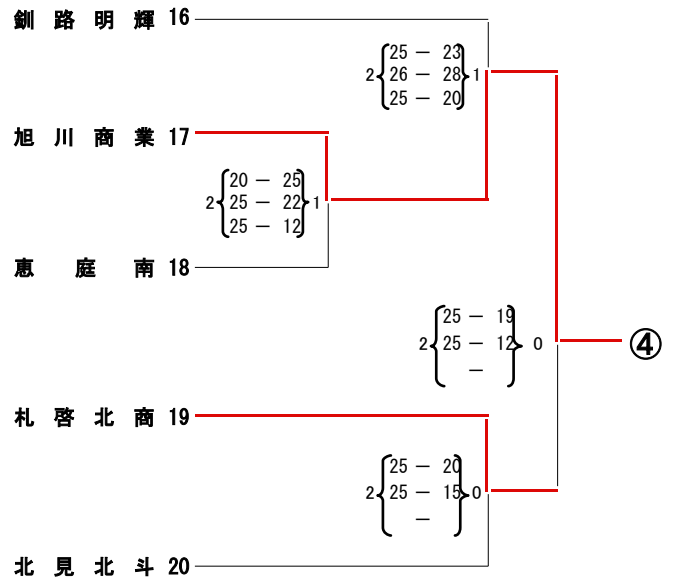 釧路明輝 16
25 － 23
2 26 － 28 1
25 － 20
旭川商業 17
20 － 25
2 25 － 22 1
25 － 12
恵庭南 18
25 － 19
2 25 － 12 0
－
④
札啓北商 19
25 － 20
2 25 － 15 0
－
北見北斗 20